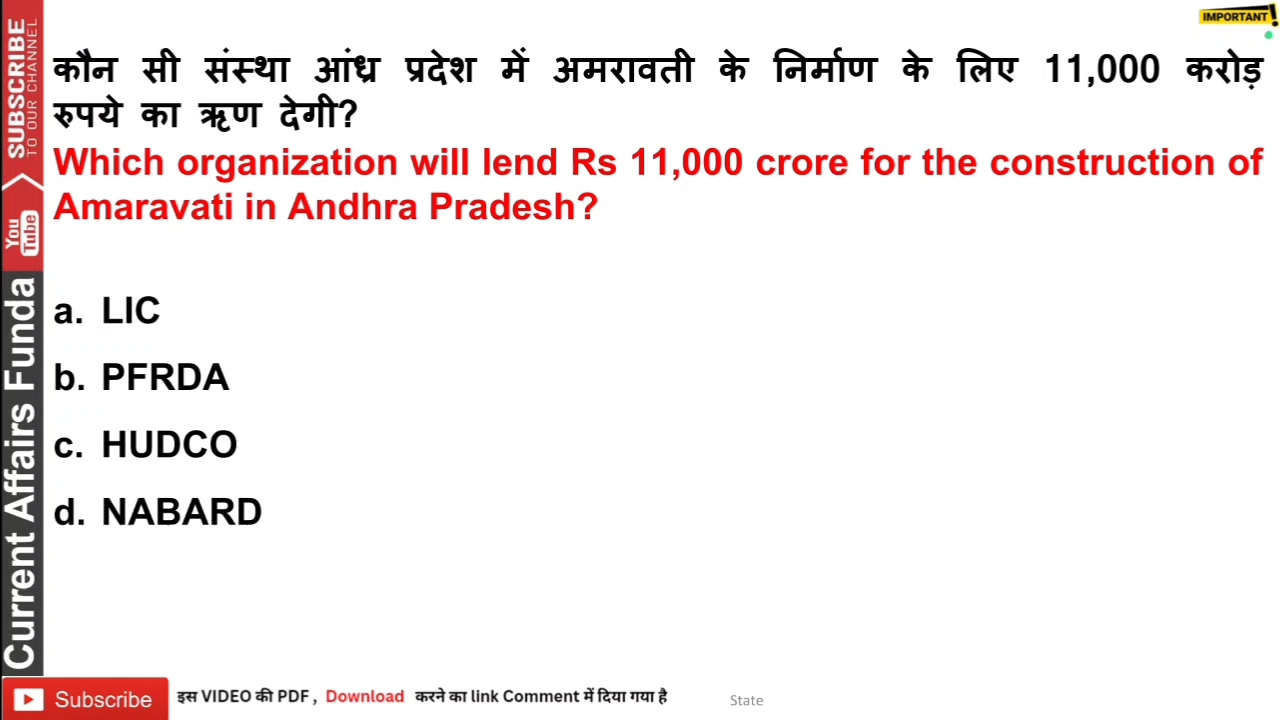 IMPORTANT!
कौन सी संस्था आंध्र प्रदेश में अमरावती के निर्माण के लिए 11,000 करोड़
रुपये का ऋण देगी?
Which organization will lend Rs 11,000 crore for the construction of
Amaravati in Andhra Pradesh?
a. LIC
b. PFRDA
c. HUDCO
d. NABARD
SUBSCRIBE
TO OUR CHANNEL
You
Tube
Current Affairs Funda
Subscribe
इस VIDEO की PDF , Download करने का link Comment में दिया गया है
State